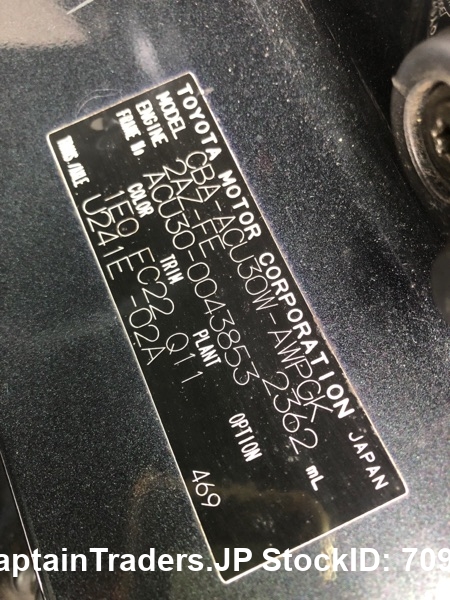 TOYOTA MOTOR CORPORATION JAPAN
MODEL CBA-ACU30W-AWPGK
ENGINE 2AZ-FE 2362 mL
FRAME No. ACU30-0043853
COLOR TRIM PLANT OPTION
1F0 FC22 Q11 469
TRANS./AXLE U241E -02A
aptainTraders.JP StockID: 709